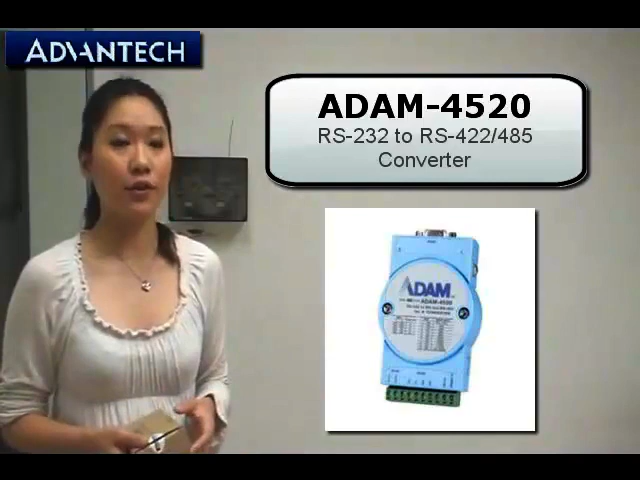 ADVANTECH
ADAM-4520
RS-232 to RS-422/485
Converter
ADAM
ADAM-4520